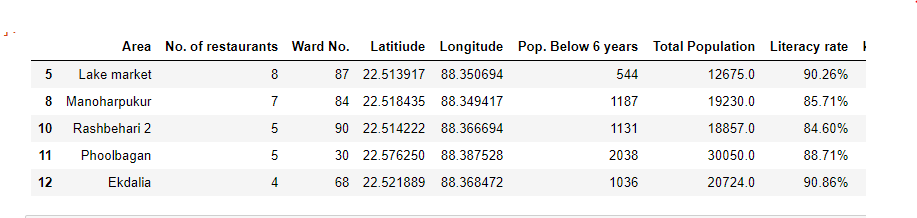 Area No. of restaurants Ward No. Latitiude Longitude Pop. Below 6 years Total Population Literacy rate
5 Lake market 8 87 22.513917 88.350694 544 12675.0 90.26%
8 Manoharpukur 7 84 22.518435 88.349417 1187 19230.0 85.71%
10 Rashbehari 2 5 90 22.514222 88.366694 1131 18857.0 84.60%
11 Phoolbagan 5 30 22.576250 88.387528 2038 30050.0 88.71%
12 Ekdalia 4 68 22.521889 88.368472 1036 20724.0 90.86%